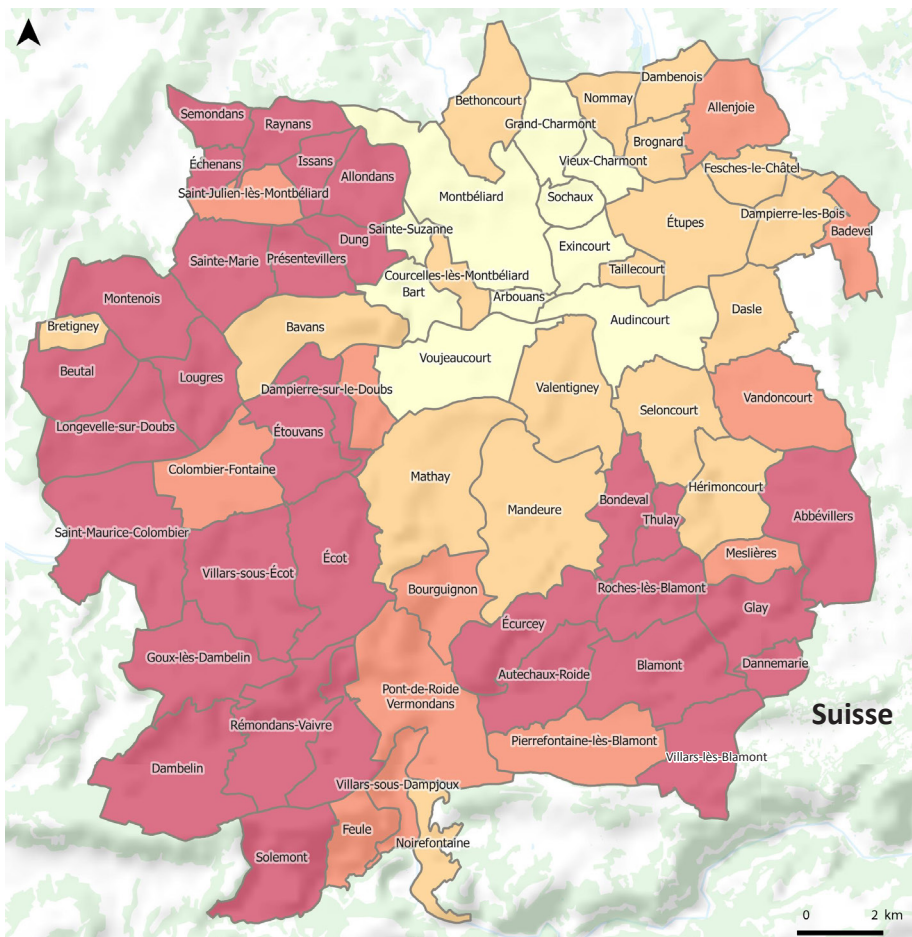 Dambenois
Bethoncourt
Nommay
Allenjoie
Semondans
Raynans
Grand-Charmont
Brognard
Échenans
Issans
Vieux-Charmont
Fesches-le-Châtel
Allondans
Saint-Julien-lès-Montbéliard
Montbéliard
Sochaux
Dampierre-les-Bois
Étupes
Badevel
Sainte-Suzanne
Dung
Exincourt
Sainte-Marie
Présentevillers
Taillecourt
Courcelles-lès-Montbéliard
Bart
Arbouans
Montenois
Dasle
Audincourt
Bretigney
Bavans
Voujeaucourt
Beutal
Lougres
Dampierre-sur-le-Doubs
Valentigney
Vandoncourt
Seloncourt
Longevelle-sur-Doubs
Étouvans
Colombier-Fontaine
Mathay
Hérimoncourt
Bondeval
Mandeure
Abbévillers
Thulay
Saint-Maurice-Colombier
Meslières
Écot
Villars-sous-Écot
Bourguignon
Roches-lès-Blamont
Glay
Écurcey
Goux-lès-Dambelin
Blamont
Dannemarie
Autechaux-Roide
Pont-de-Roide
Vermondans
Suisse
Rémondans-Vaivre
Pierrefontaine-lès-Blamont
Villars-lès-Blamont
Dambelin
Villars-sous-Dampjoux
Feule
Noirefontaine
Solemont
0 2 km